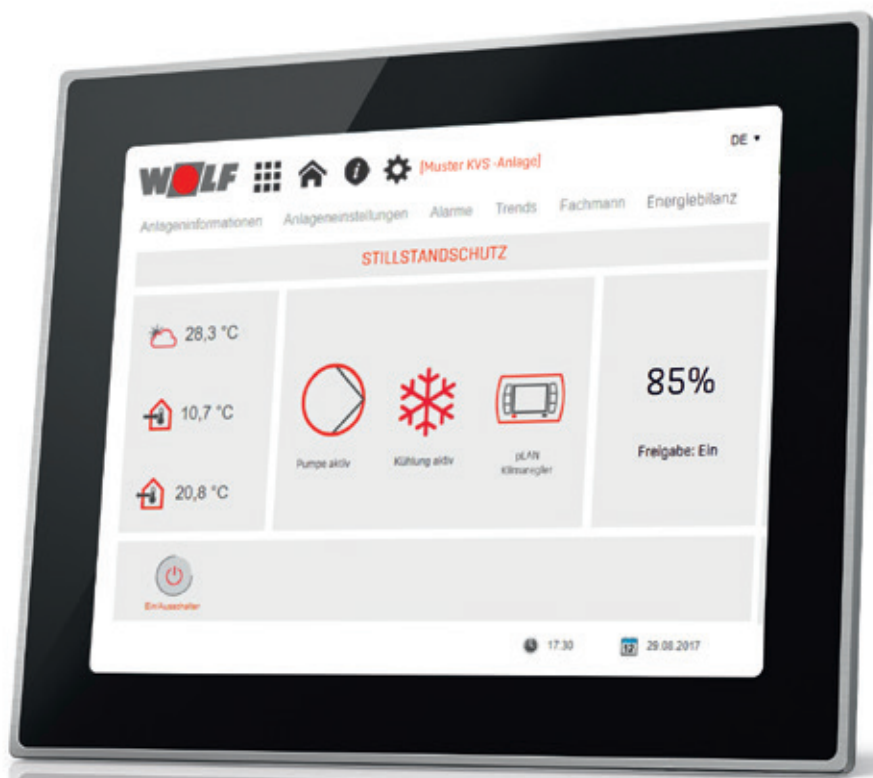 WOLF
[Muster KVS -Anlage]
DE
Anlageninformationen Anlageneinstellungen Alarme Trends Fachmann Energiebilanz
STILLSTANDSCHUTZ
28,3 °C
10,7 °C
20,8 °C
Pumpe aktiv
Kühlung aktiv
pLAN
Klimaregler
85%
Freigabe: Ein
Ein/Ausschalter
17:30
12
29.08.2017